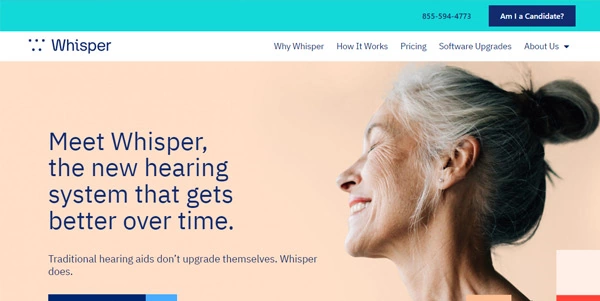 855-594-4773 Am I a Candidate?
Whisper Why Whisper How It Works Pricing Software Upgrades About Us
Meet Whisper,
the new hearing
system that gets
better over time.
Traditional hearing aids don't upgrade themselves. Whisper
does.